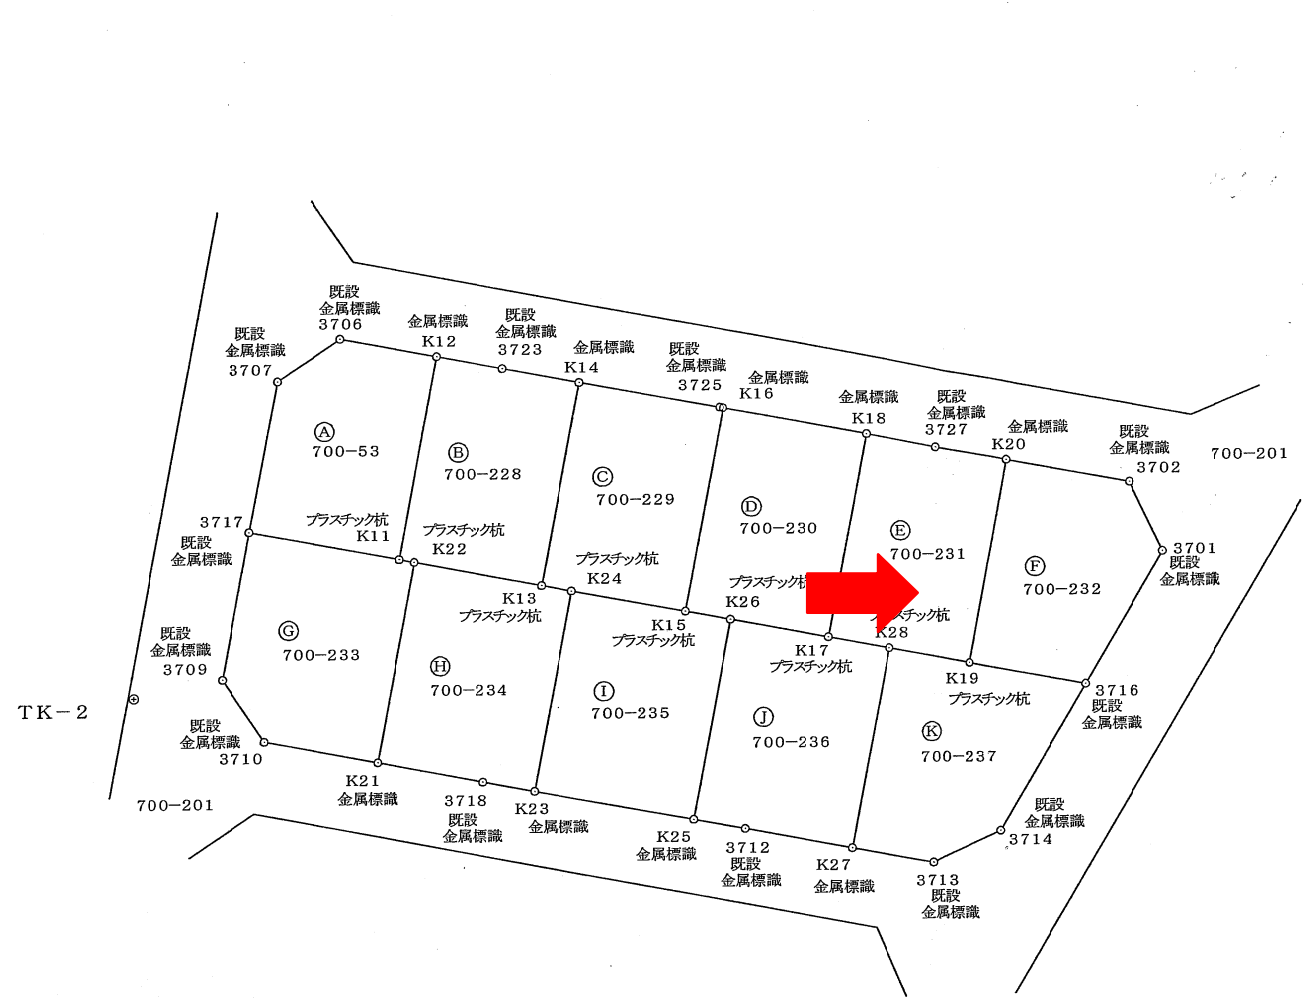 既設
金属標識
3706
既設
金属標識
3707
金属標識
K12
既設
金属標識
3723
金属標識
K14
既設
金属標識
3725
金属標識
K16
金属標識
K18
既設
金属標識
3727
金属標識
K20
既設
金属標識
3702
700-201
Ⓐ
700-53
Ⓑ
700-228
Ⓒ
700-229
Ⓓ
700-230
Ⓔ
700-231
Ⓕ
700-232
3701
既設
金属標識
3717
既設
金属標識
プラスチック杭
K11
プラスチック杭
K22
K13
プラスチック杭
プラスチック杭
K24
K15
プラスチック杭
K26
K17
プラスチック杭
K28
K19
プラスチック杭
3716
既設
金属標識
Ⓖ
700-233
Ⓗ
700-234
Ⓘ
700-235
Ⓙ
700-236
Ⓚ
700-237
既設
金属標識
3709
TK-2
既設
金属標識
3710
700-201
K21
金属標識
3718
既設
金属標識
K23
金属標識
K25
金属標識
3712
既設
金属標識
K27
金属標識
3713
既設
金属標識
既設
金属標識
3714